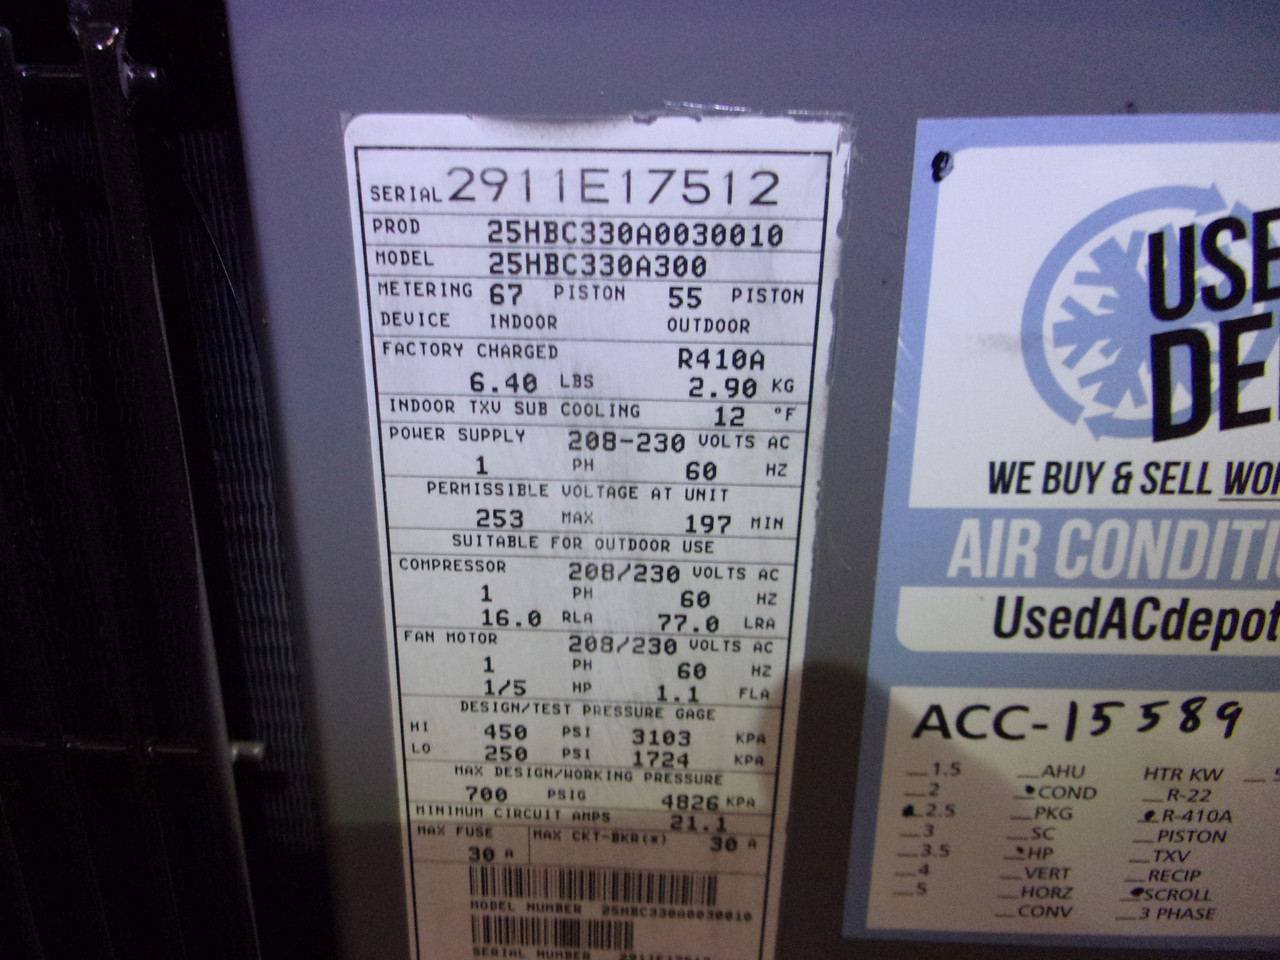 SERIAL 2911E17512
PROD 25HBC330A0030010
MODEL 25HBC330A300
METERING 67 PISTON 55 PISTON
DEVICE INDOOR OUTDOOR
FACTORY CHARGED R410A
6.40 LBS 2.90 KG
INDOOR TXV SUB COOLING 12 °F
POWER SUPPLY 208-230 VOLTS AC
1 PH 60 HZ
PERMISSIBLE VOLTAGE AT UNIT
253 MAX 197 MIN
SUITABLE FOR OUTDOOR USE
COMPRESSOR 208/230 VOLTS AC
1 PH 60 HZ
16.0 RLA 77.0 LRA
FAN MOTOR 208/230 VOLTS AC
1 PH 60 HZ
1/5 HP 1.1 FLA
DESIGN/TEST PRESSURE GAGE
HI 450 PSI 3103 KPA
LO 250 PSI 1724 KPA
MAX DESIGN/WORKING PRESSURE
700 PSIG 4826 KPA
MINIMUM CIRCUIT AMPS 21.1
MAX FUSE MAX CKT-BKR(*) 30 A
30 A
MODEL NUMBER 25HBC330A0030010
SERIAL NUMBER 2911E17512
USE
DE
WE BUY & SELL WO
AIR CONDITI
UsedACdepot
ACC-15589
1.5 AHU HTR KW
2 COND R-22
2.5 PKG R-410A
3 SC PISTON
3.5 HP TXV
4 VERT RECIP
5 HORZ SCROLL
CONV 3 PHASE